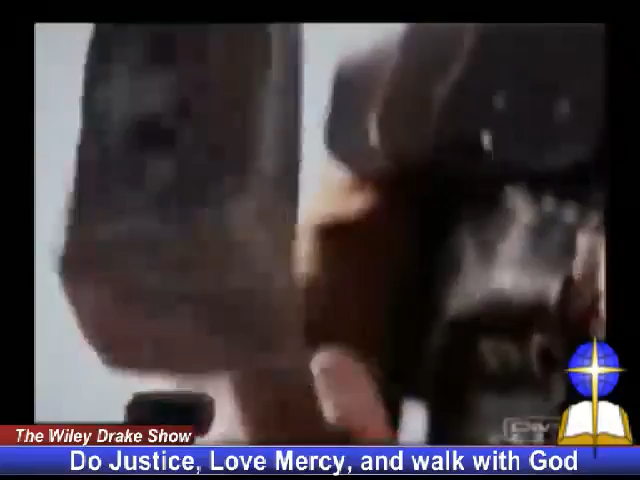 The Wiley Drake Show
Do Justice, Love Mercy, and walk with God